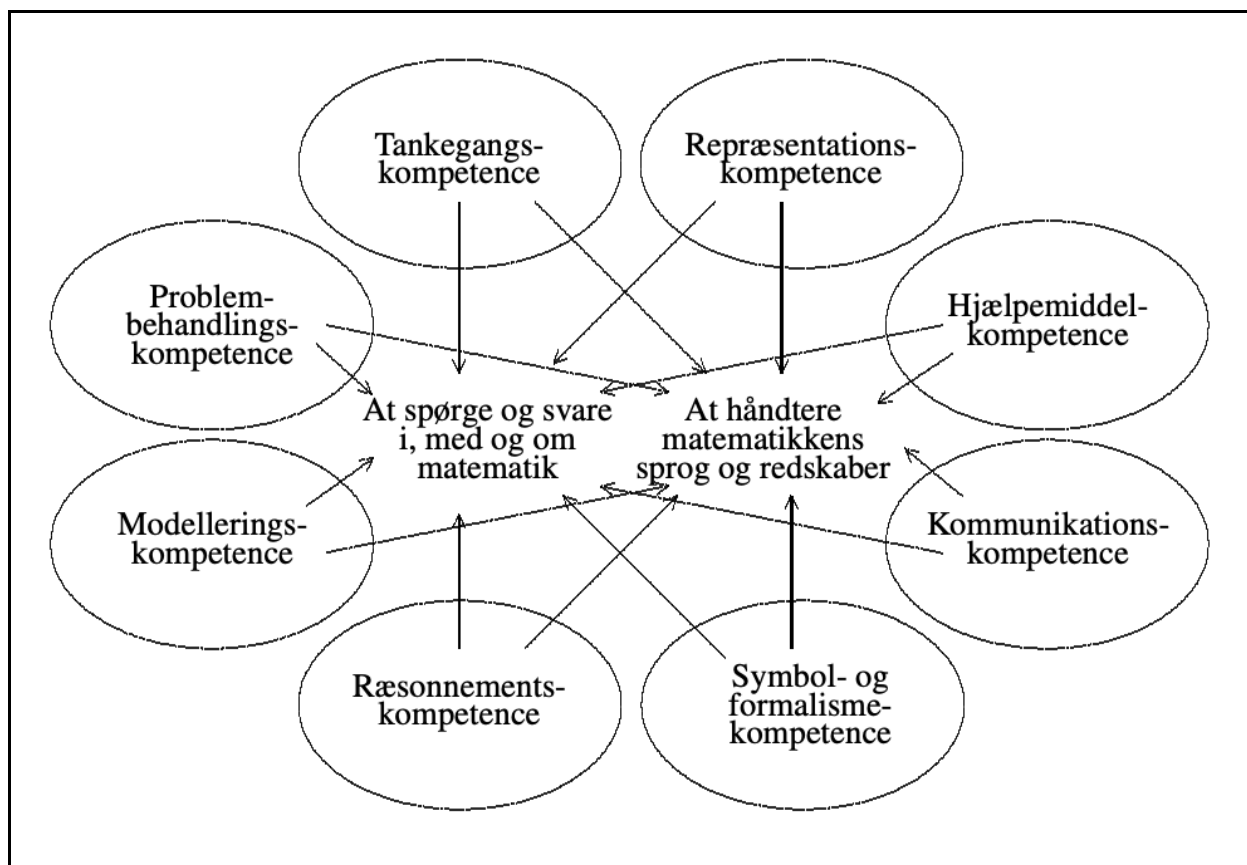 Tankegangs-
kompetence
Repræsentations-
kompetence
Problem-
behandlings-
kompetence
Hjælpemiddel-
kompetence
At spørge og svare
i, med og om
matematik
At håndtere
matematikkens
sprog og redskaber
Modellerings-
kompetence
Kommunikations-
kompetence
Ræsonnements-
kompetence
Symbol- og
formalisme-
kompetence